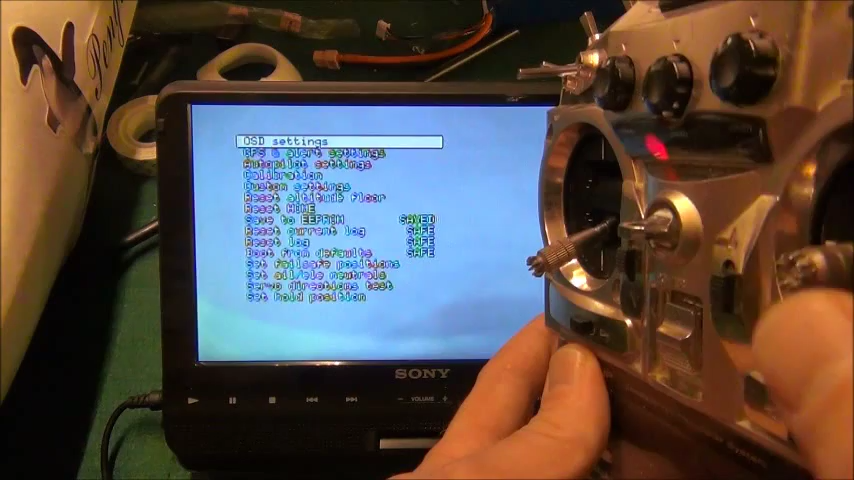 OSD settings
GPS & alert settings
Autopilot settings
Calibration
Custom settings
Reset altitude floor
Reset HOME
Save to EEPROM SAVED
Reset current log SAFE
Reset log SAFE
Boot from defaults SAFE
Set failsafe positions
Set ail/ele neutrals
Servo directions test
Set hold position
SONY
- VOLUME +